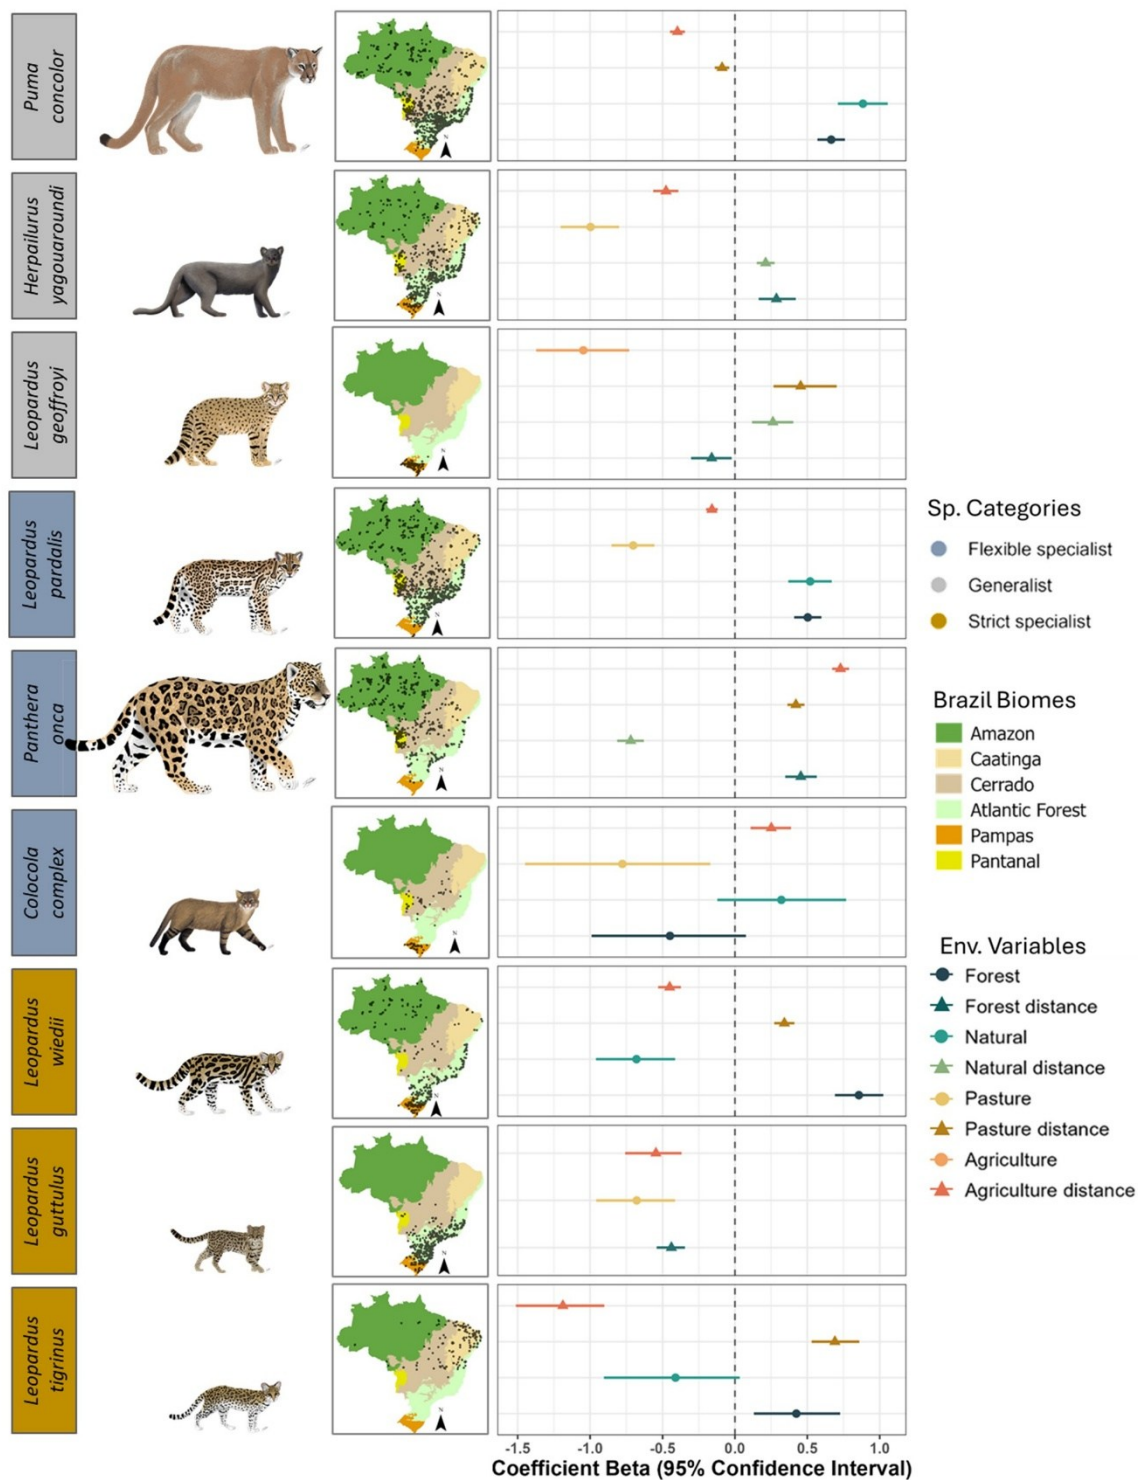 Puma
concolor
N
Herpailurus
yagouaroundi
N
Leopardus
geoffroyi
N
Leopardus
pardalis
N
Panthera
onca
N
Colocola
complex
N
Leopardus
wiedii
N
Leopardus
guttulus
N
Leopardus
tigrinus
N
-1.5 -1.0 -0.5 0.0 0.5 1.0
Coefficient Beta (95% Confidence Interval)
Sp. Categories
Flexible specialist
Generalist
Strict specialist
Brazil Biomes
Amazon
Caatinga
Cerrado
Atlantic Forest
Pampas
Pantanal
Env. Variables
Forest
Forest distance
Natural
Natural distance
Pasture
Pasture distance
Agriculture
Agriculture distance